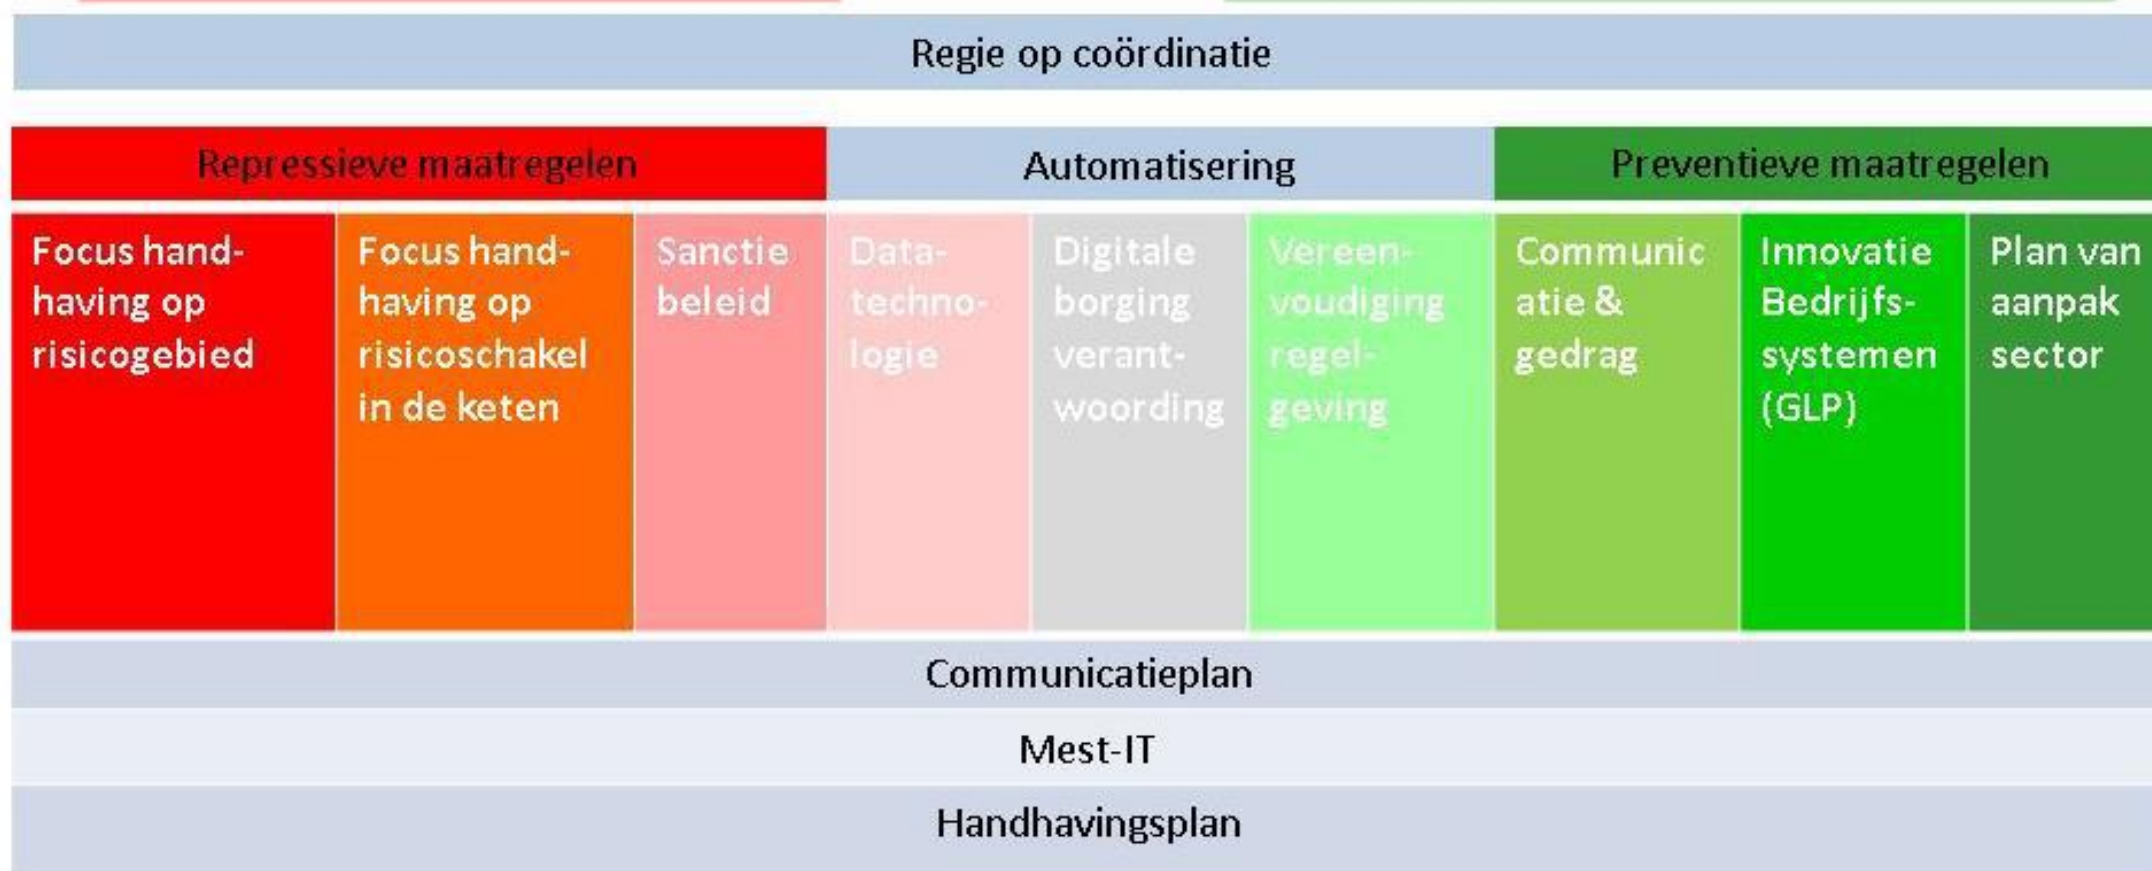 Regie op coördinatie
Repressieve maatregelen
Automatisering
Preventieve maatregelen
Focus hand-
having op
risicogebied
Focus hand-
having op
risicoschakel
in de keten
Sanctie
beleid
Data-
techno-
logie
Digitale
borging
verant-
woording
Vereen-
voudiging
regel-
geving
Communic
atie &
gedrag
Innovatie
Bedrijfs-
systemen
(GLP)
Plan van
aanpak
sector
Communicatieplan
Mest-IT
Handhavingsplan